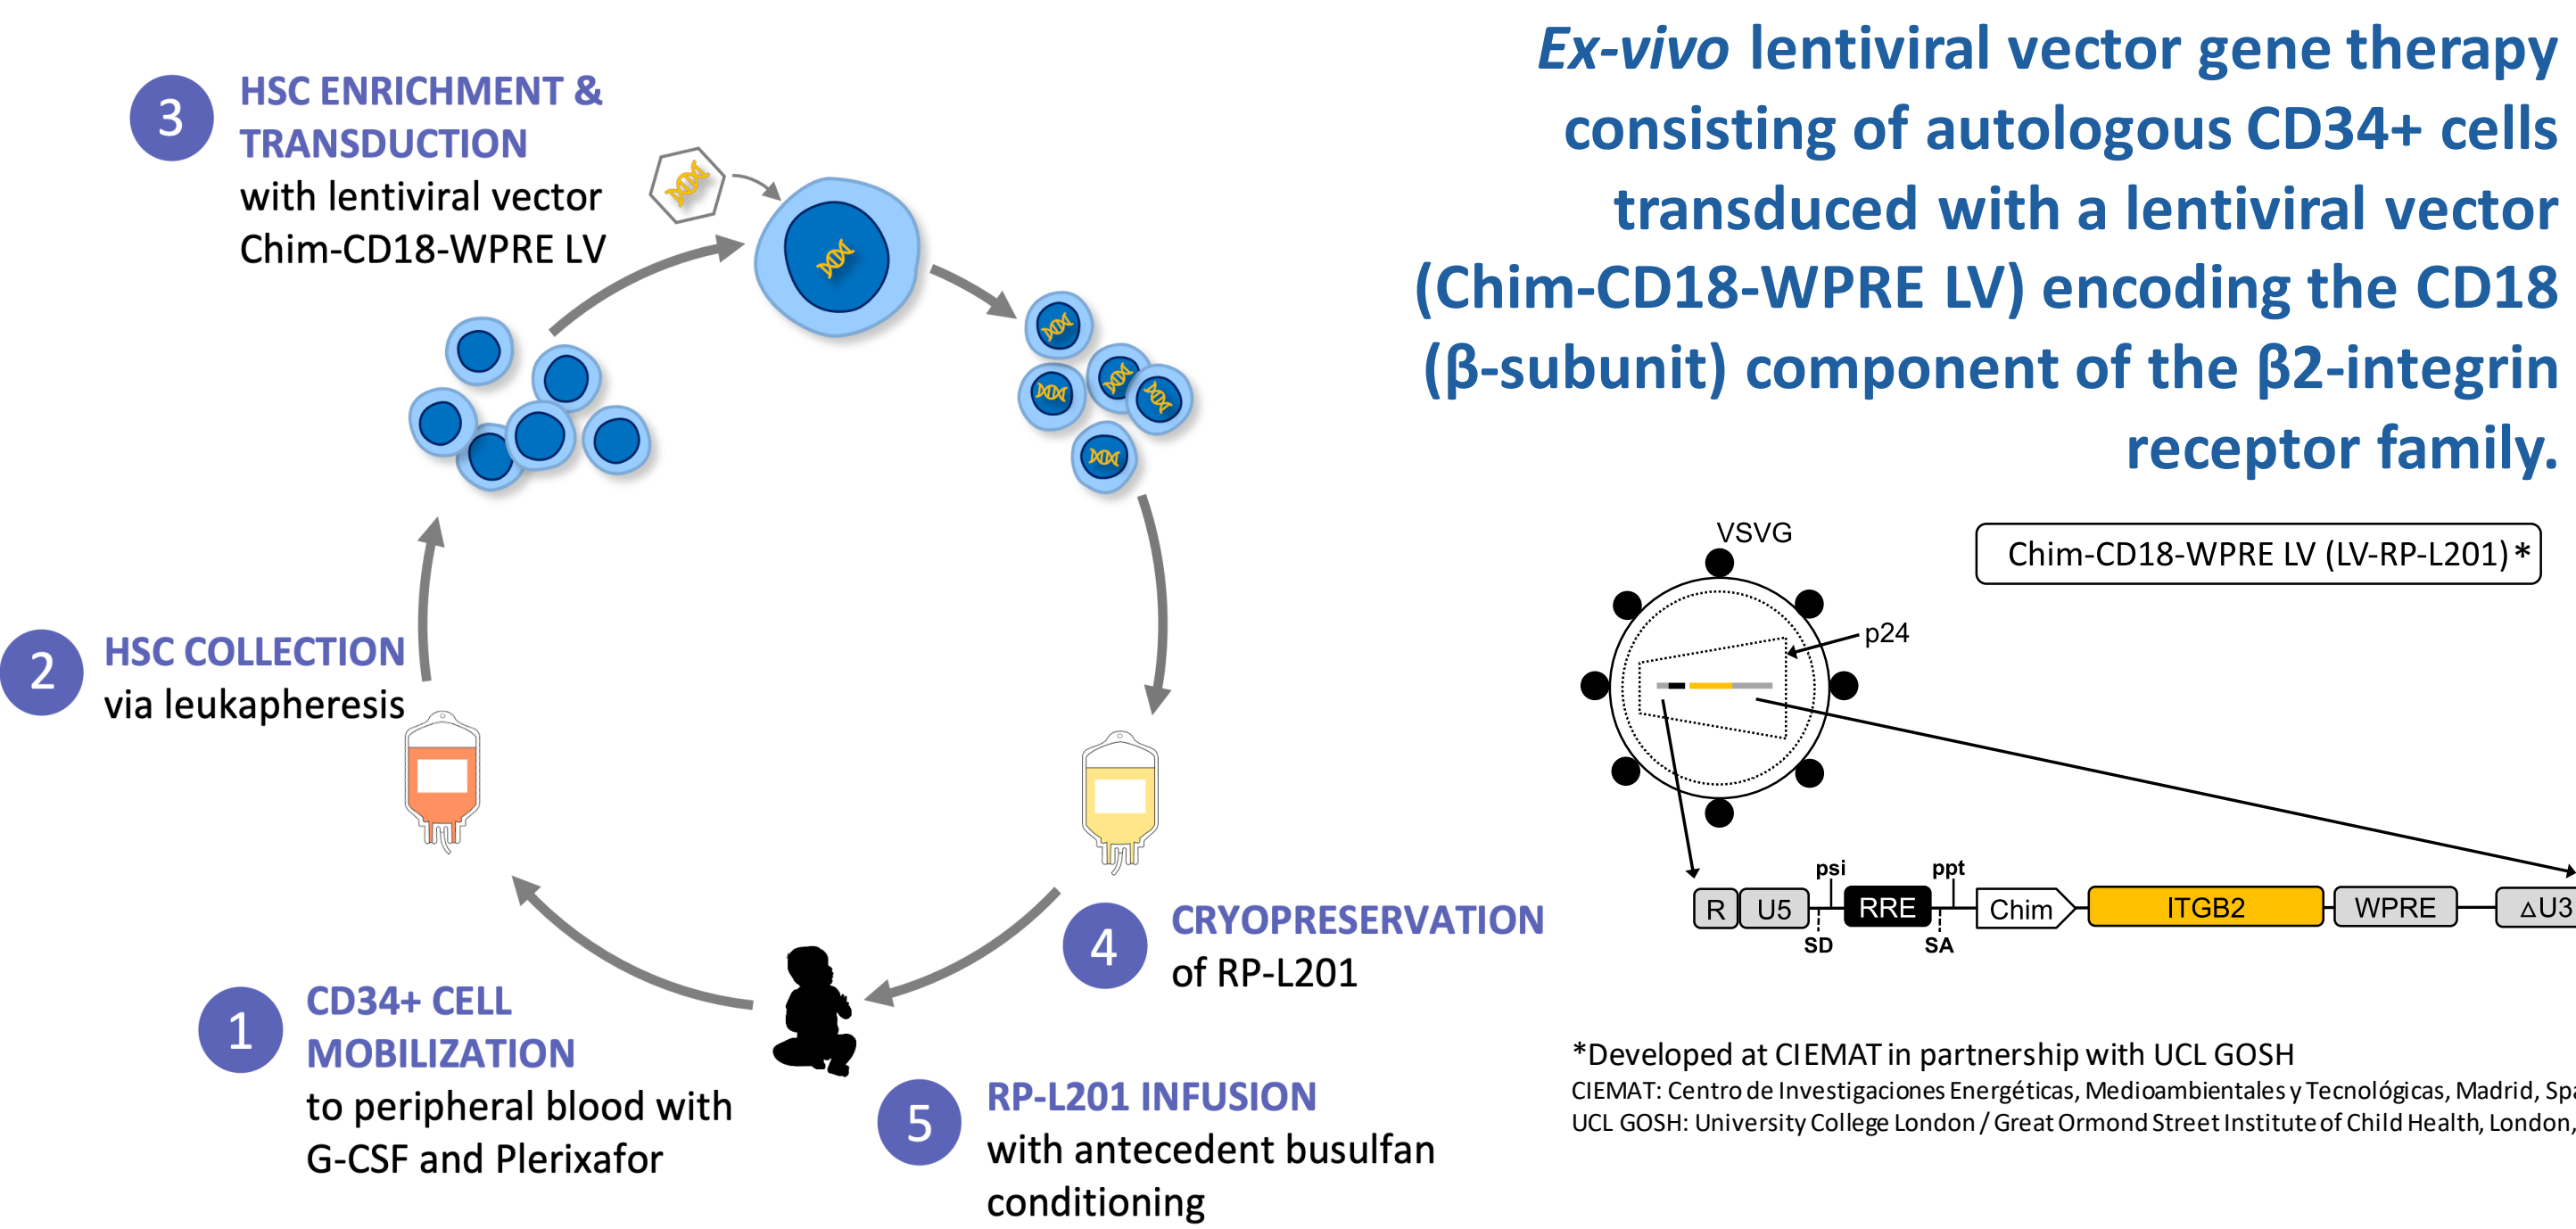 3
HSC ENRICHMENT &
TRANSDUCTION
with lentiviral vector
Chim-CD18-WPRE LV
2
HSC COLLECTION
via leukapheresis
1
CD34+ CELL
MOBILIZATION
to peripheral blood with
G-CSF and Plerixafor
4
CRYOPRESERVATION
of RP-L201
5
RP-L201 INFUSION
with antecedent busulfan
conditioning
Ex-vivo lentiviral vector gene therapy
consisting of autologous CD34+ cells
transduced with a lentiviral vector
(Chim-CD18-WPRE LV) encoding the CD18
(β-subunit) component of the β2-integrin
receptor family.
VSVG
Chim-CD18-WPRE LV (LV-RP-L201)*
p24
psi ppt
R U5 RRE Chim ITGB2 WPRE △U3
SD SA
*Developed at CIEMAT in partnership with UCL GOSH
CIEMAT: Centro de Investigaciones Energéticas, Medioambientales y Tecnológicas, Madrid,
UCL GOSH: University College London / Great Ormond Street Institute of Child Health, London,